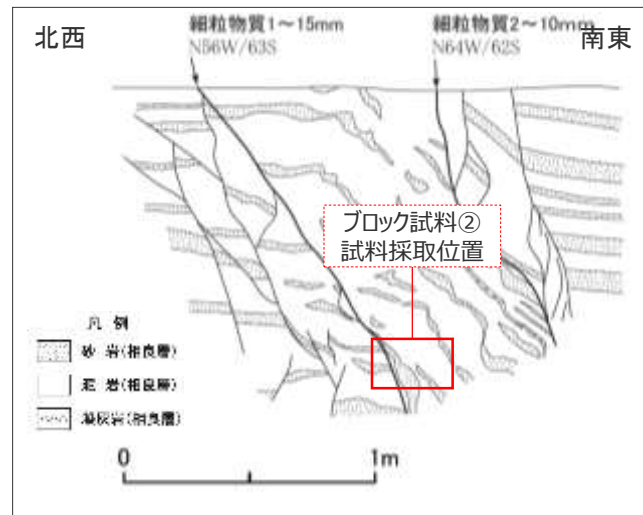 北西
細粒物質1～15mm
N56W/63S
細粒物質2～10mm
N64W/62S
南東
ブロック試料②
試料採取位置
凡 例
砂 岩(相良層)
泥 岩(相良層)
凝灰岩(相良層)
0
1m